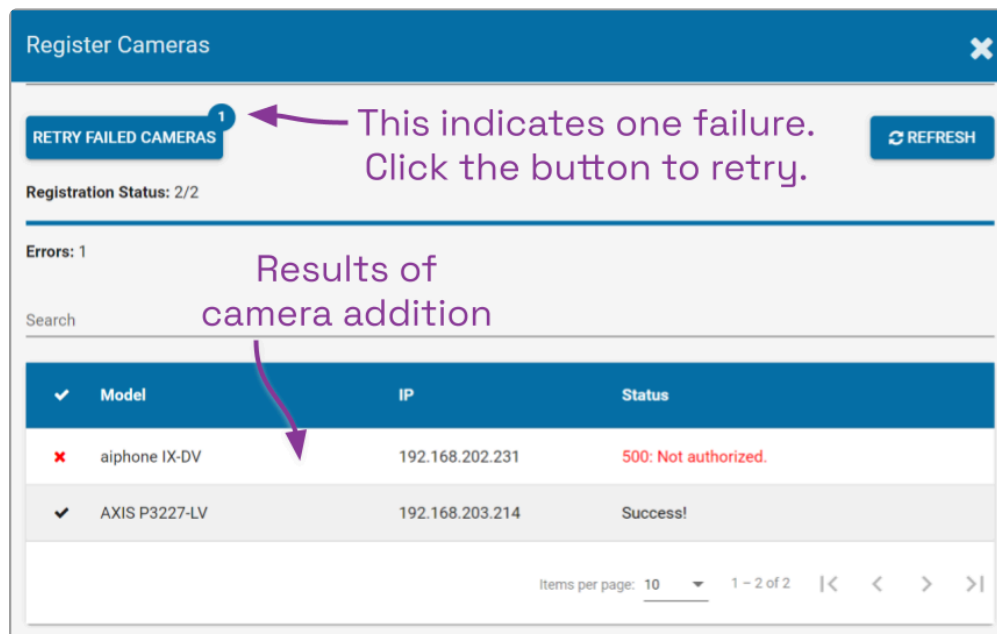 Register Cameras
1
RETRY FAILED CAMERAS
This indicates one failure.
Click the button to retry.
REFRESH
Registration Status: 2/2
Errors: 1
Results of
camera addition
Search
Model IP Status
aiphone IX-DV 192.168.202.231 500: Not authorized.
AXIS P3227-LV 192.168.203.214 Success!
Items per page: 10 1 – 2 of 2